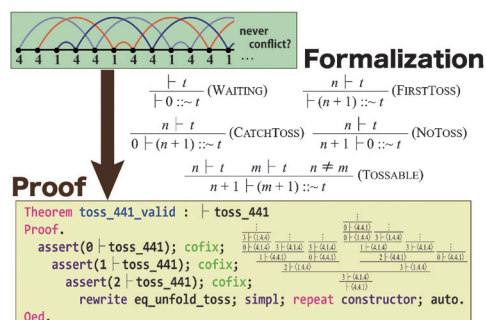 never
conflict?
4 4 1 4 4 1 4 4 1 4 4 1 ...
Formalization
⊢ t
⊢ 0 ::~ t
(WAITING)
n ⊢ t
⊢ (n + 1) ::~ t
(FIRSTTOSS)
n ⊢ t
0 ⊢ (n + 1) ::~ t
(CATCHTOSS)
n ⊢ t
n + 1 ⊢ 0 ::~ t
(NOTOSS)
n ⊢ t m ⊢ t n ≠ m
n + 1 ⊢ (m + 1) ::~ t
(TOSSABLE)
Proof
Theorem toss_441_valid : ⊢ toss_441
Proof.
assert(0 ⊢ toss_441); cofix;
assert(1 ⊢ toss_441); cofix;
assert(2 ⊢ toss_441); cofix;
rewrite eq_unfold_toss; simpl; repeat constructor; auto.
Qed.